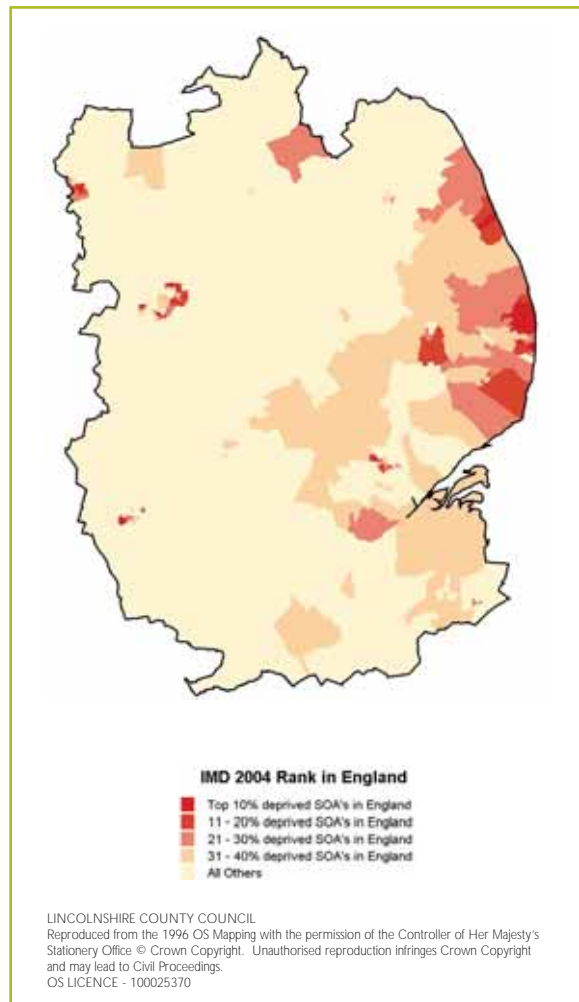 IMD 2004 Rank in England
Top 10% deprived SOA's in England
11 - 20% deprived SOA's in England
21 - 30% deprived SOA's in England
31 - 40% deprived SOA's in England
All Others
LINCOLNSHIRE COUNTY COUNCIL
Reproduced from the 1996 OS Mapping with the permission of the Controller of Her Majesty's
Stationery Office © Crown Copyright. Unauthorised reproduction infringes Crown Copyright
and may lead to Civil Proceedings.
OS LICENCE - 100025370